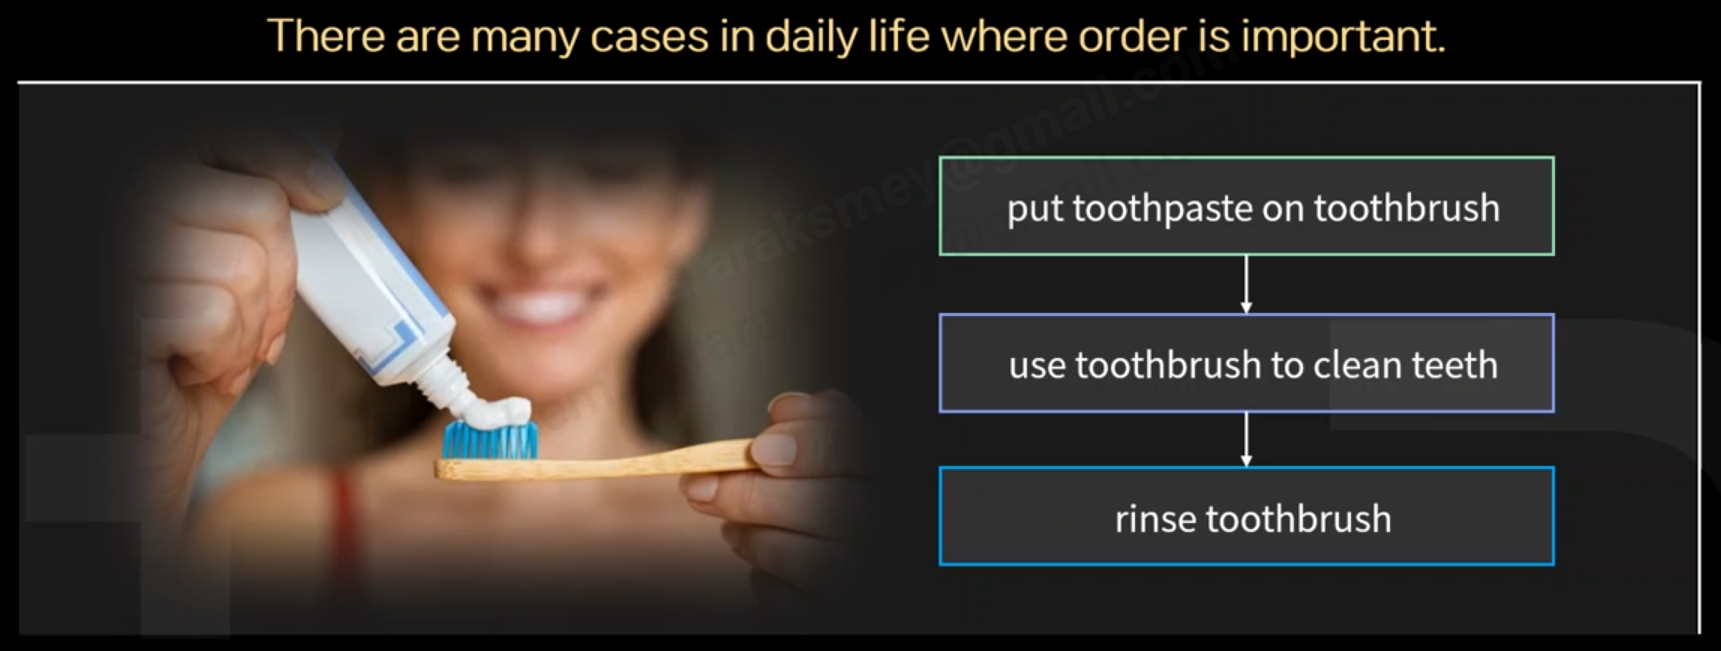 There are many cases in daily life where order is important.
put toothpaste on toothbrush
use toothbrush to clean teeth
rinse toothbrush